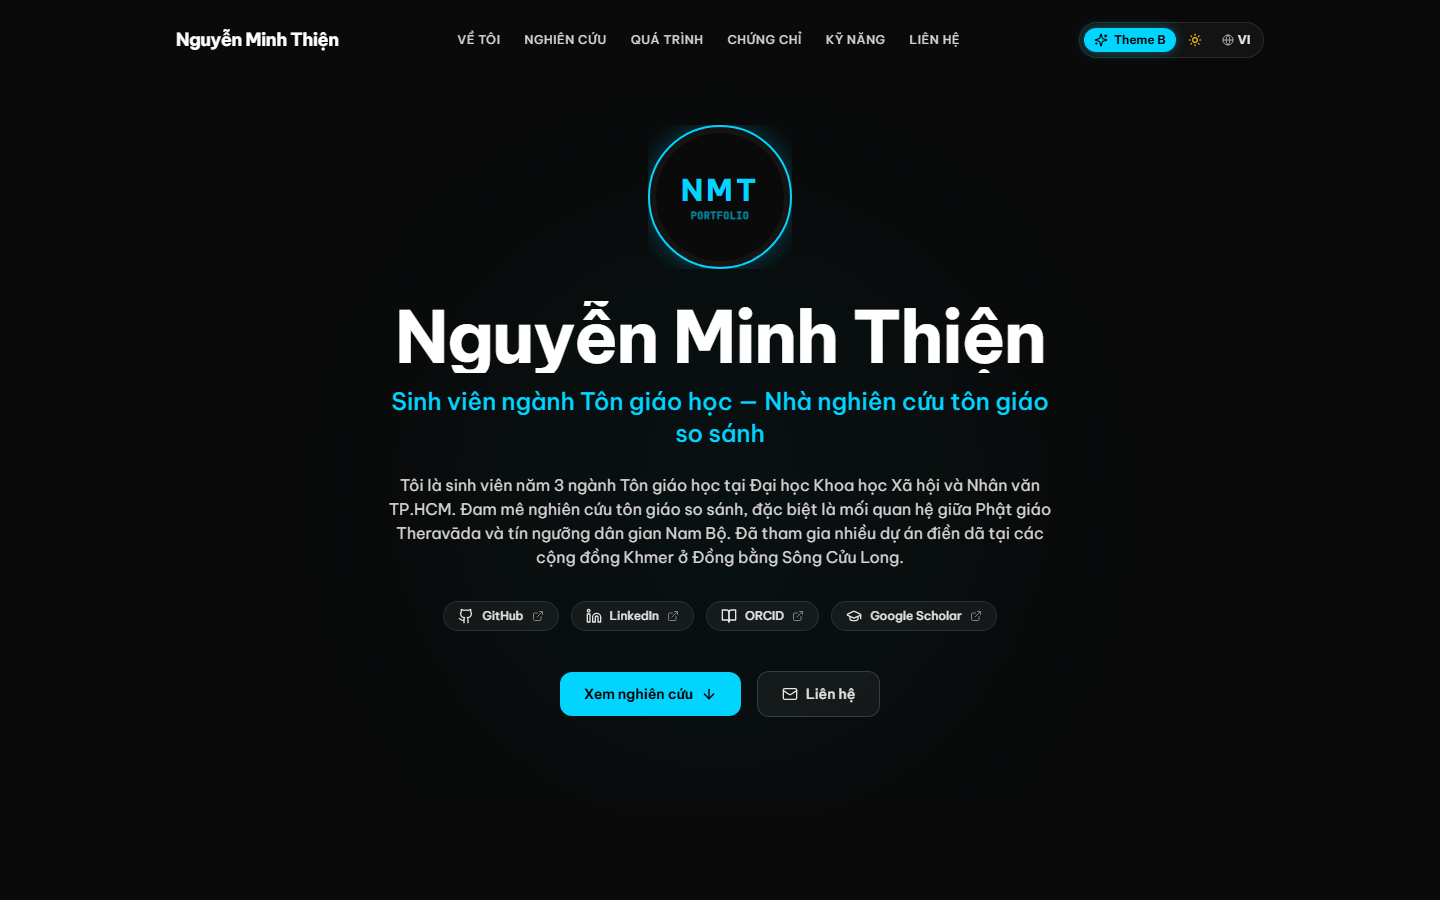 Nguyễn Minh Thiện
VỀ TÔI
NGHIÊN CỨU
QUÁ TRÌNH
CHỨNG CHỈ
KỸ NĂNG
LIÊN HỆ
Theme B
VI
NMT
PORTFOLIO
Nguyễn Minh Thiện
Sinh viên ngành Tôn giáo học — Nhà nghiên cứu tôn giáo
so sánh
Tôi là sinh viên năm 3 ngành Tôn giáo học tại Đại học Khoa học Xã hội và Nhân văn
TP.HCM. Đam mê nghiên cứu tôn giáo so sánh, đặc biệt là mối quan hệ giữa Phật giáo
Theravāda và tín ngưỡng dân gian Nam Bộ. Đã tham gia nhiều dự án điền dã tại các
cộng đồng Khmer ở Đồng bằng Sông Cửu Long.
GitHub
LinkedIn
ORCID
Google Scholar
Xem nghiên cứu
Liên hệ